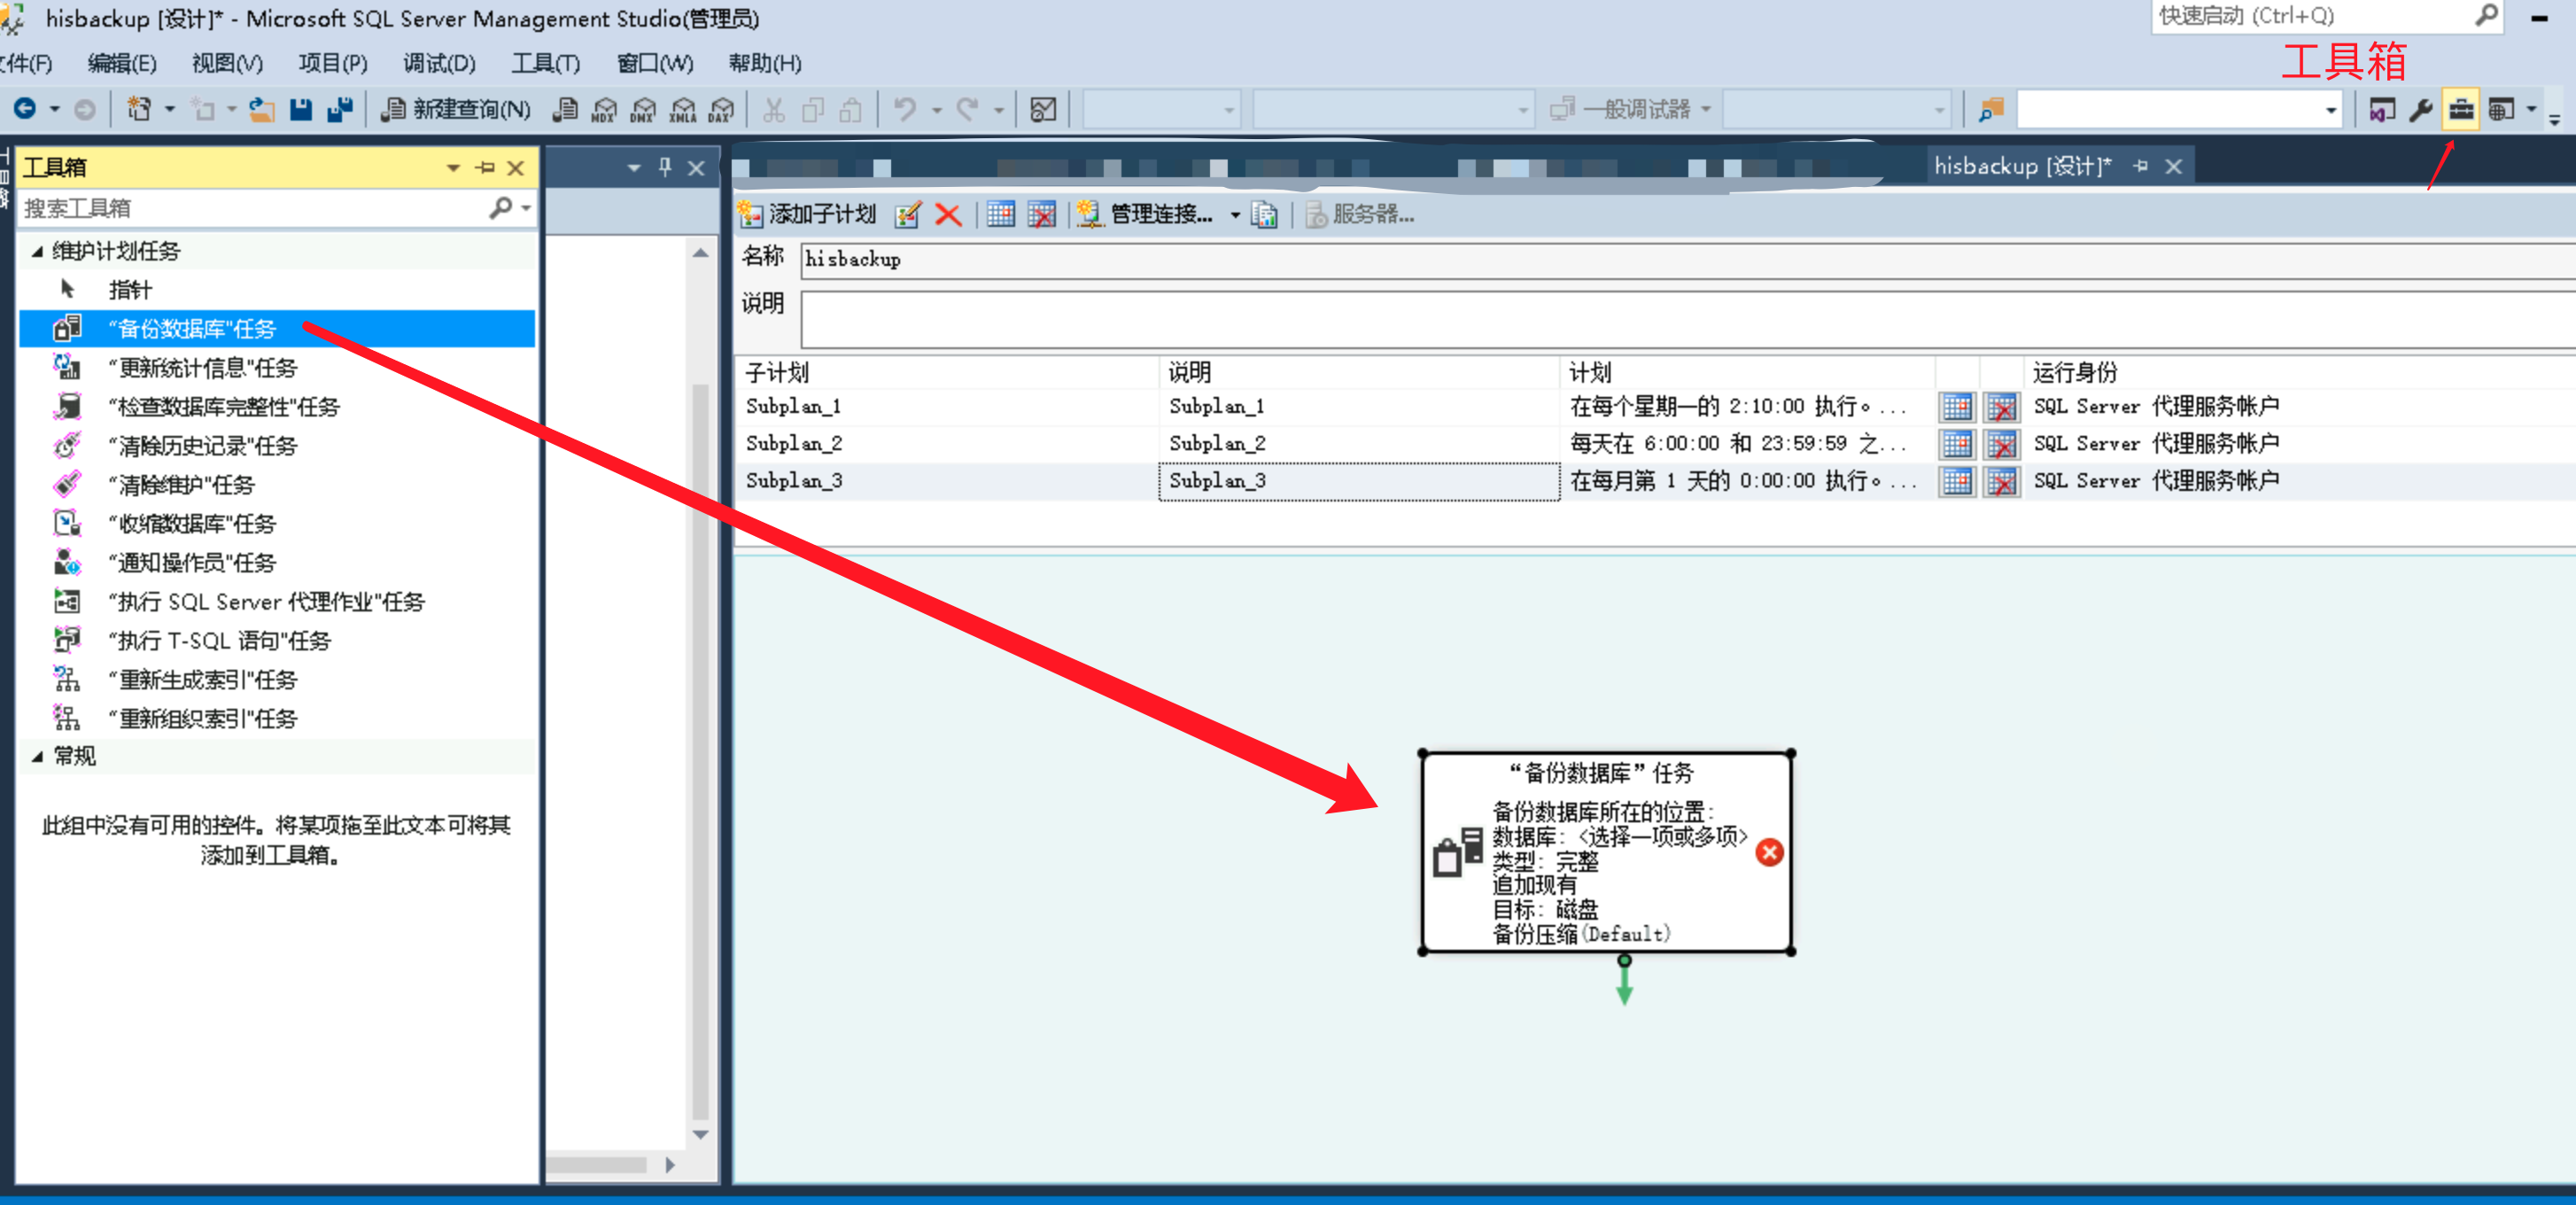 hisbackup [设计]* - Microsoft SQL Server Management Studio(管理员)
快速启动 (Ctrl+Q)
文件(F) 编辑(E) 视图(V) 项目(P) 调试(D) 工具(T) 窗口(W) 帮助(H)
工具箱
新建查询(N) MDX DMX XMLA DAX 一般调试器
工具箱
工具箱
hisbackup [设计]*
搜索工具箱
维护计划任务
指针
“备份数据库"任务
“更新统计信息"任务
“检查数据库完整性"任务
“清除历史记录"任务
“清除维护"任务
“收缩数据库"任务
“通知操作员"任务
“执行 SQL Server 代理作业"任务
“执行 T-SQL 语句"任务
“重新生成索引"任务
“重新组织索引"任务
常规
此组中没有可用的控件。将某项拖至此文本可将其
添加到工具箱。
添加子计划 管理连接... 服务器...
名称 hisbackup
说明
子计划 说明 计划 运行身份
Subplan_1 Subplan_1 在每个星期一的 2:10:00 执行。... SQL Server 代理服务帐户
Subplan_2 Subplan_2 每天在 6:00:00 和 23:59:59 之... SQL Server 代理服务帐户
Subplan_3 Subplan_3 在每月第 1 天的 0:00:00 执行。... SQL Server 代理服务帐户
“备份数据库”任务
备份数据库所在的位置:
数据库: <选择一项或多项>
类型: 完整
追加现有
目标: 磁盘
备份压缩(Default)